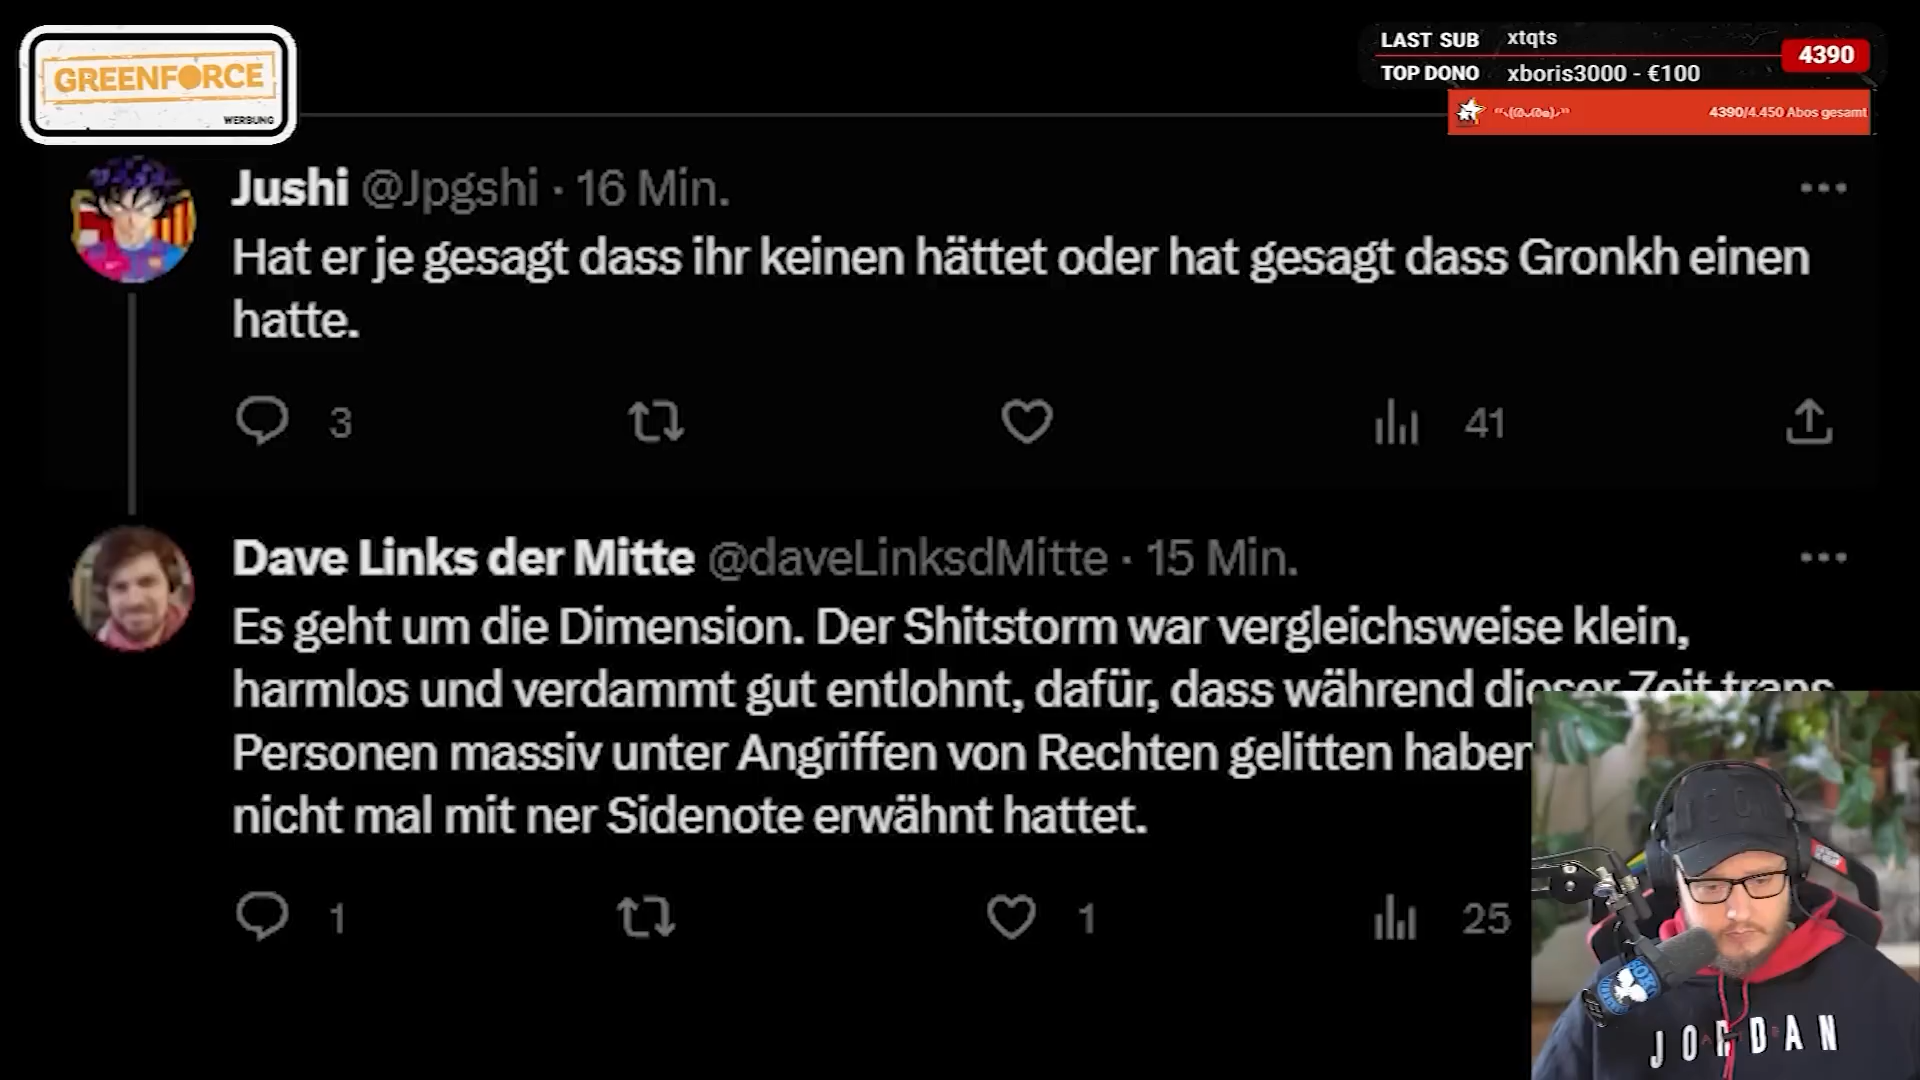 GREENFORCE
WERBUNG
LAST SUB xtqts
TOP DONO xboris3000 - €100
4390
4390/4.450 Abos gesamt
Jushi @Jpgshi · 16 Min.
Hat er je gesagt dass ihr keinen hättet oder hat gesagt dass Gronkh einen
hatte.
3
41
Dave Links der Mitte @daveLinksdMitte · 15 Min.
Es geht um die Dimension. Der Shitstorm war vergleichsweise klein,
harmlos und verdammt gut entlohnt, dafür, dass während dieser Zeit trans
Personen massiv unter Angriffen von Rechten gelitten haben
nicht mal mit ner Sidenote erwähnt hattet.
1
1
25
JORDAN